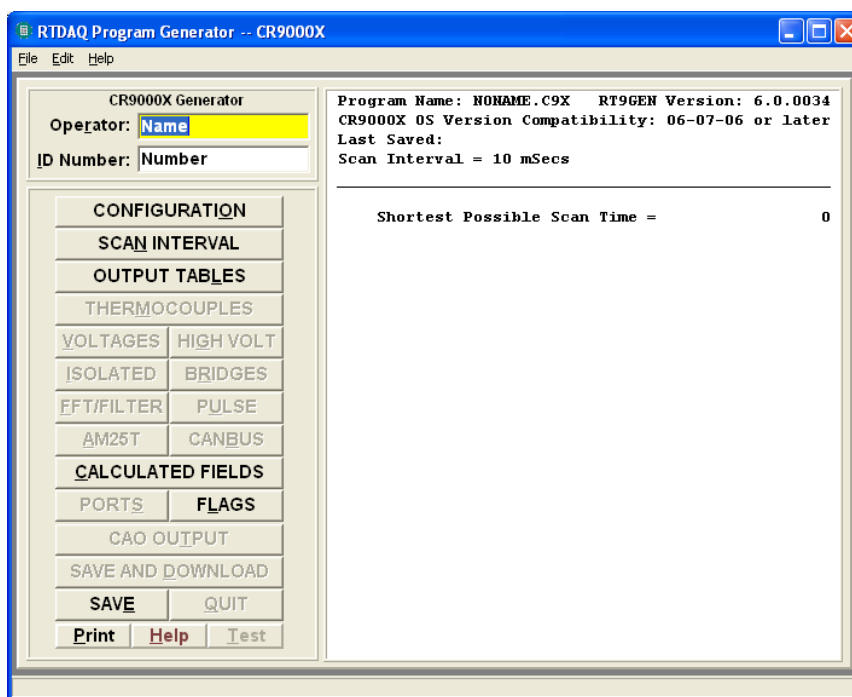 RTDAQ Program Generator -- CR9000X
File Edit Help
CR9000X Generator
Operator: Name
ID Number: Number
CONFIGURATION
SCAN INTERVAL
OUTPUT TABLES
THERMOCOUPLES
VOLTAGES HIGH VOLT
ISOLATED BRIDGES
FFT/FILTER PULSE
AM25T CANBUS
CALCULATED FIELDS
PORTS FLAGS
CAO OUTPUT
SAVE AND DOWNLOAD
SAVE QUIT
Print Help Test
Program Name: NONAME.C9X RT9GEN Version: 6.0.0034
CR9000X OS Version Compatibility: 06-07-06 or later
Last Saved:
Scan Interval = 10 mSecs
Shortest Possible Scan Time = 0